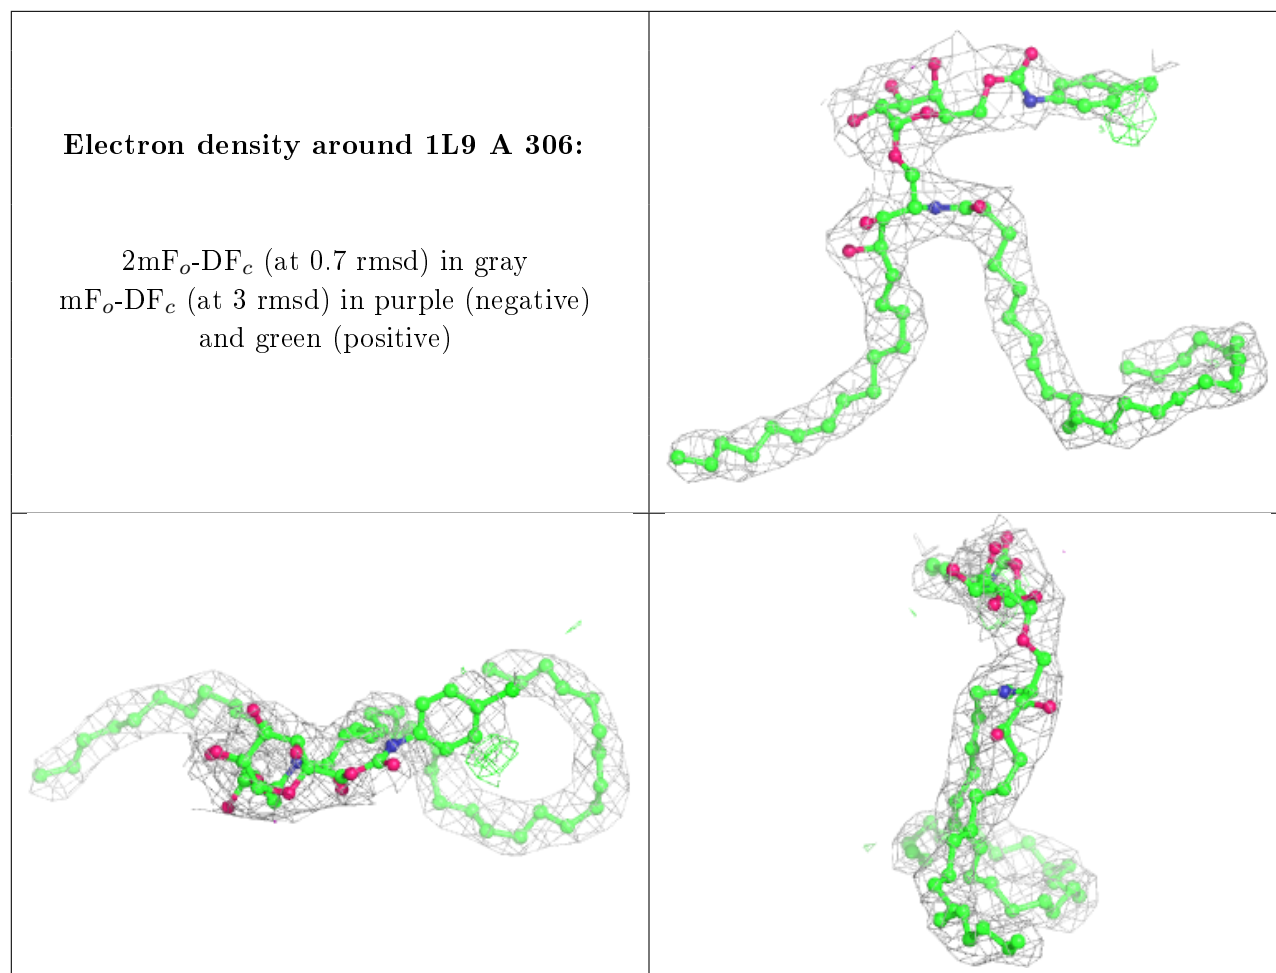 Electron density around 1L9 A 306:
2mFo-DFc (at 0.7 rmsd) in gray
mFo-DFc (at 3 rmsd) in purple (negative)
and green (positive)